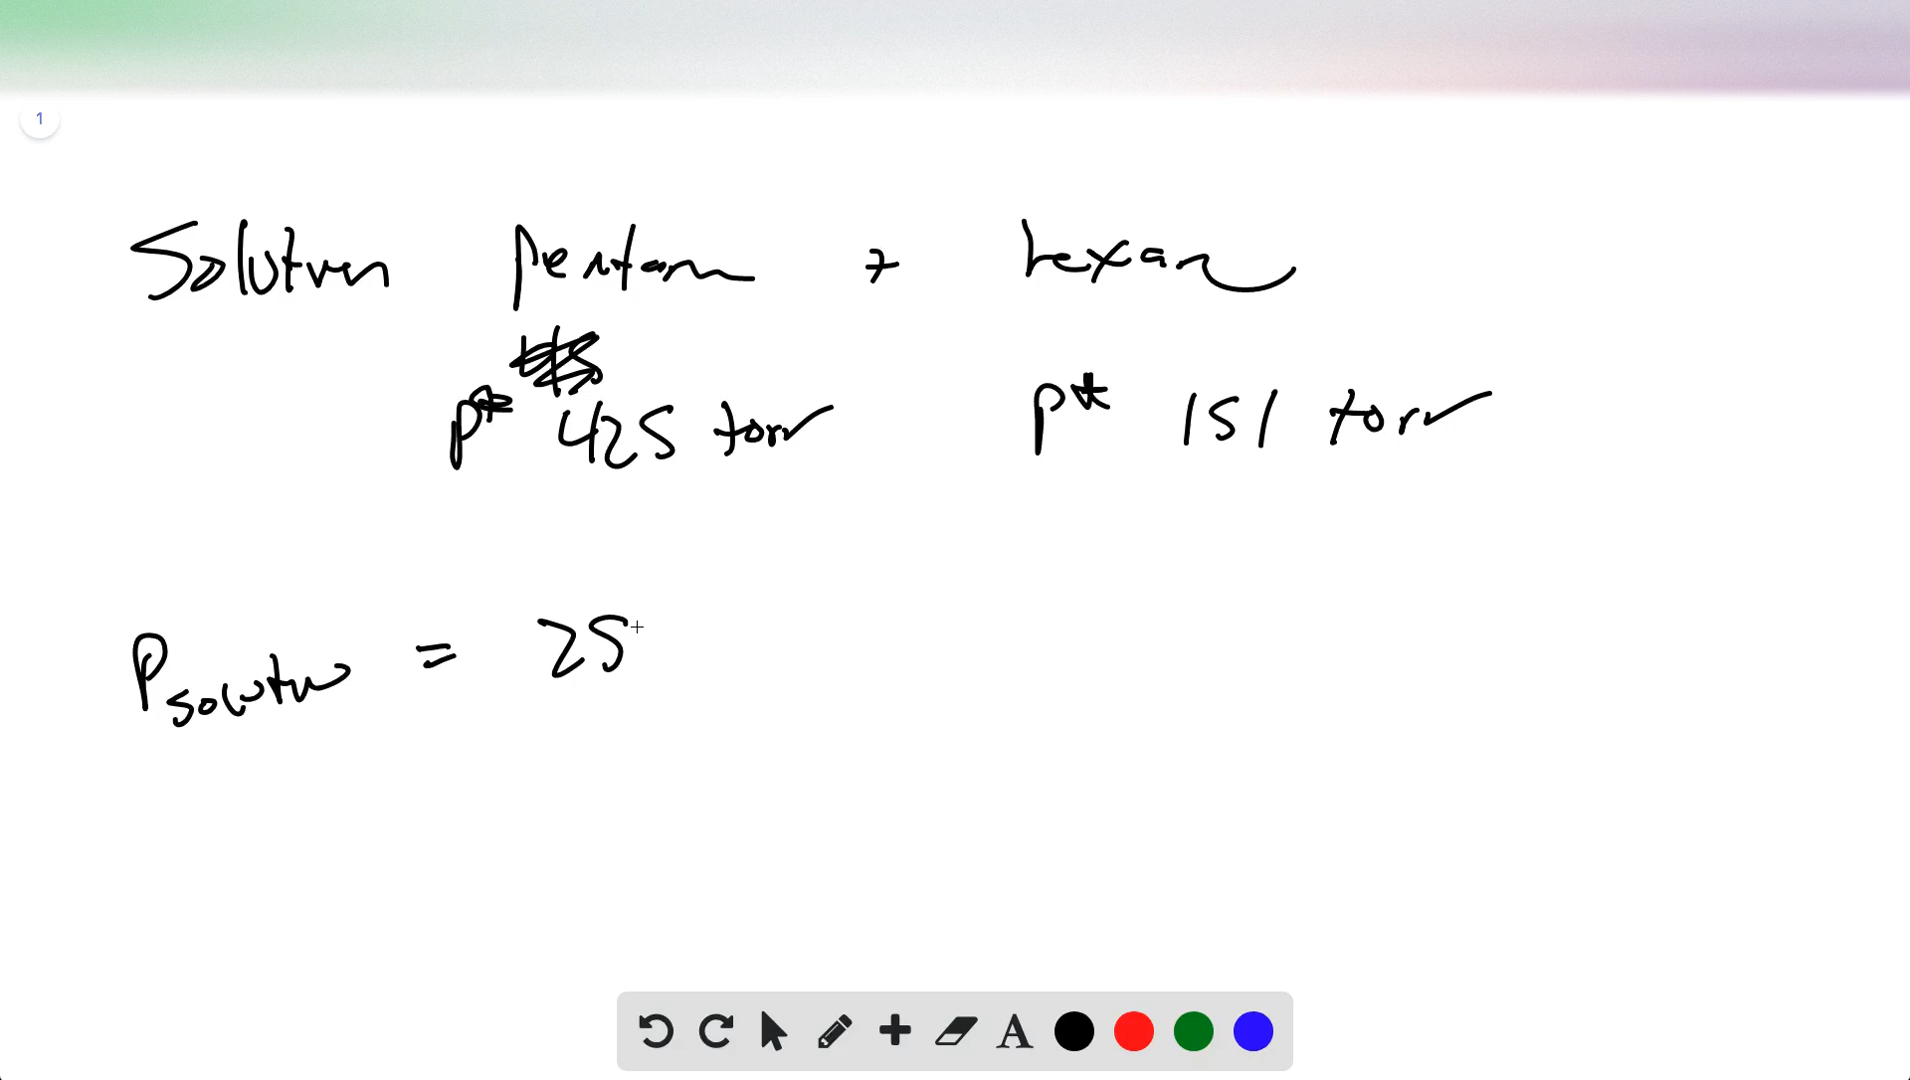 1
Solution pentane + hexane
P* 425 torr P* 151 torr
Psolution = 25
A